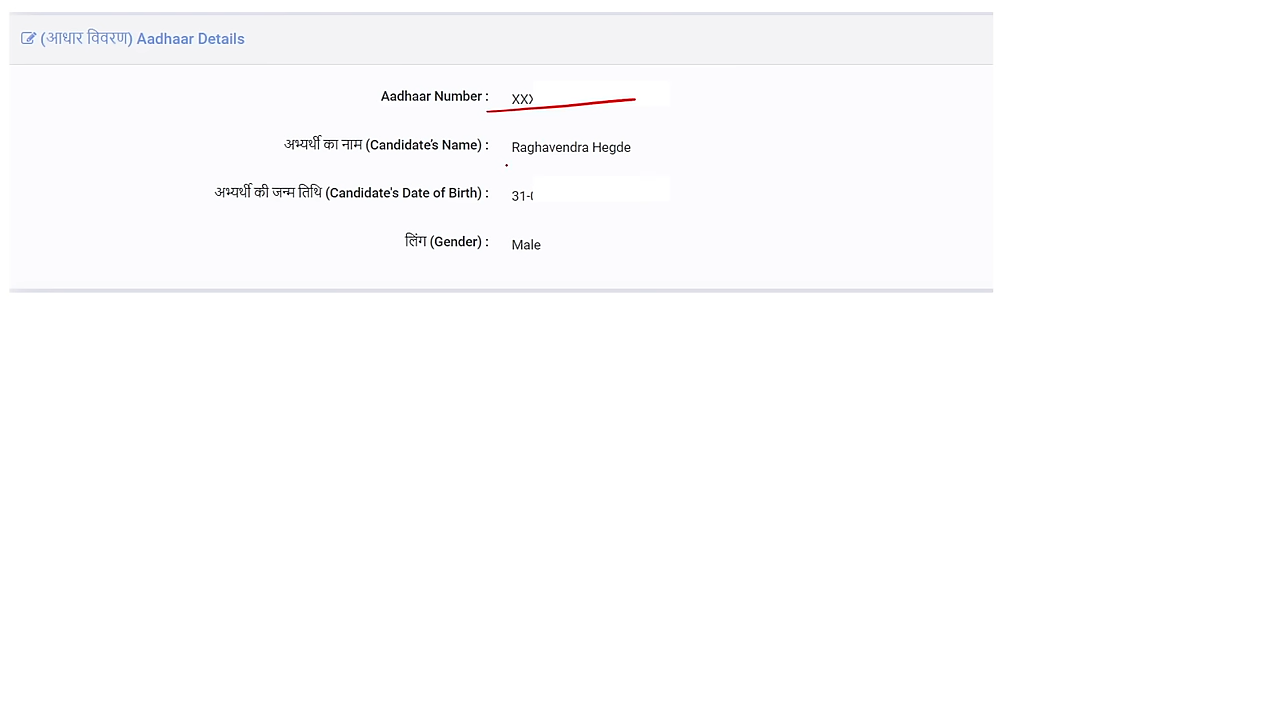 (आधार विवरण) Aadhaar Details
Aadhaar Number : XXX
अभ्यर्थी का नाम (Candidate's Name) : Raghavendra Hegde
अभ्यर्थी की जन्म तिथि (Candidate's Date of Birth) : 31-
लिंग (Gender) : Male